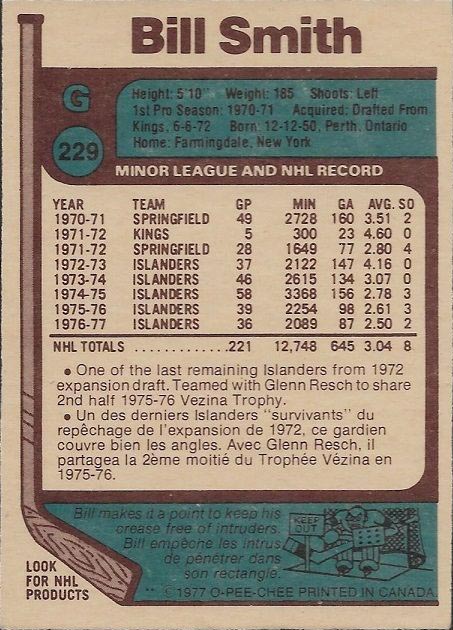 Bill Smith
G
Height: 5'10" Weight: 185 Shoots: Left
1st Pro Season: 1970-71 Acquired: Drafted From
Kings, 6-6-72 Born: 12-12-50, Perth, Ontario
Home: Farmingdale, New York
229
MINOR LEAGUE AND NHL RECORD
YEAR TEAM GP MIN GA AVG. SO
1970-71 SPRINGFIELD 49 2728 160 3.51 2
1971-72 KINGS 5 300 23 4.60 0
1971-72 SPRINGFIELD 28 1649 77 2.80 4
1972-73 ISLANDERS 37 2122 147 4.16 0
1973-74 ISLANDERS 46 2615 134 3.07 0
1974-75 ISLANDERS 58 3368 156 2.78 3
1975-76 ISLANDERS 39 2254 98 2.61 3
1976-77 ISLANDERS 36 2089 87 2.50 2
NHL TOTALS ............. 221 12,748 645 3.04 8
• One of the last remaining Islanders from 1972
expansion draft. Teamed with Glenn Resch to share
2nd half 1975-76 Vezina Trophy.
• Un des derniers Islanders "survivants" du
repêchage de l'expansion de 1972, ce gardien
couvre bien les angles. Avec Glenn Resch, il
partagea la 2ème moitié du Trophée Vézina en
1975-76.
Bill makes it a point to keep his
crease free of intruders.
Bill empêche les intrus
de pénétrer dans
son rectangle.
KEEP
OUT
LOOK
FOR NHL
PRODUCTS
** © 1977 O-PEE-CHEE PRINTED IN CANADA